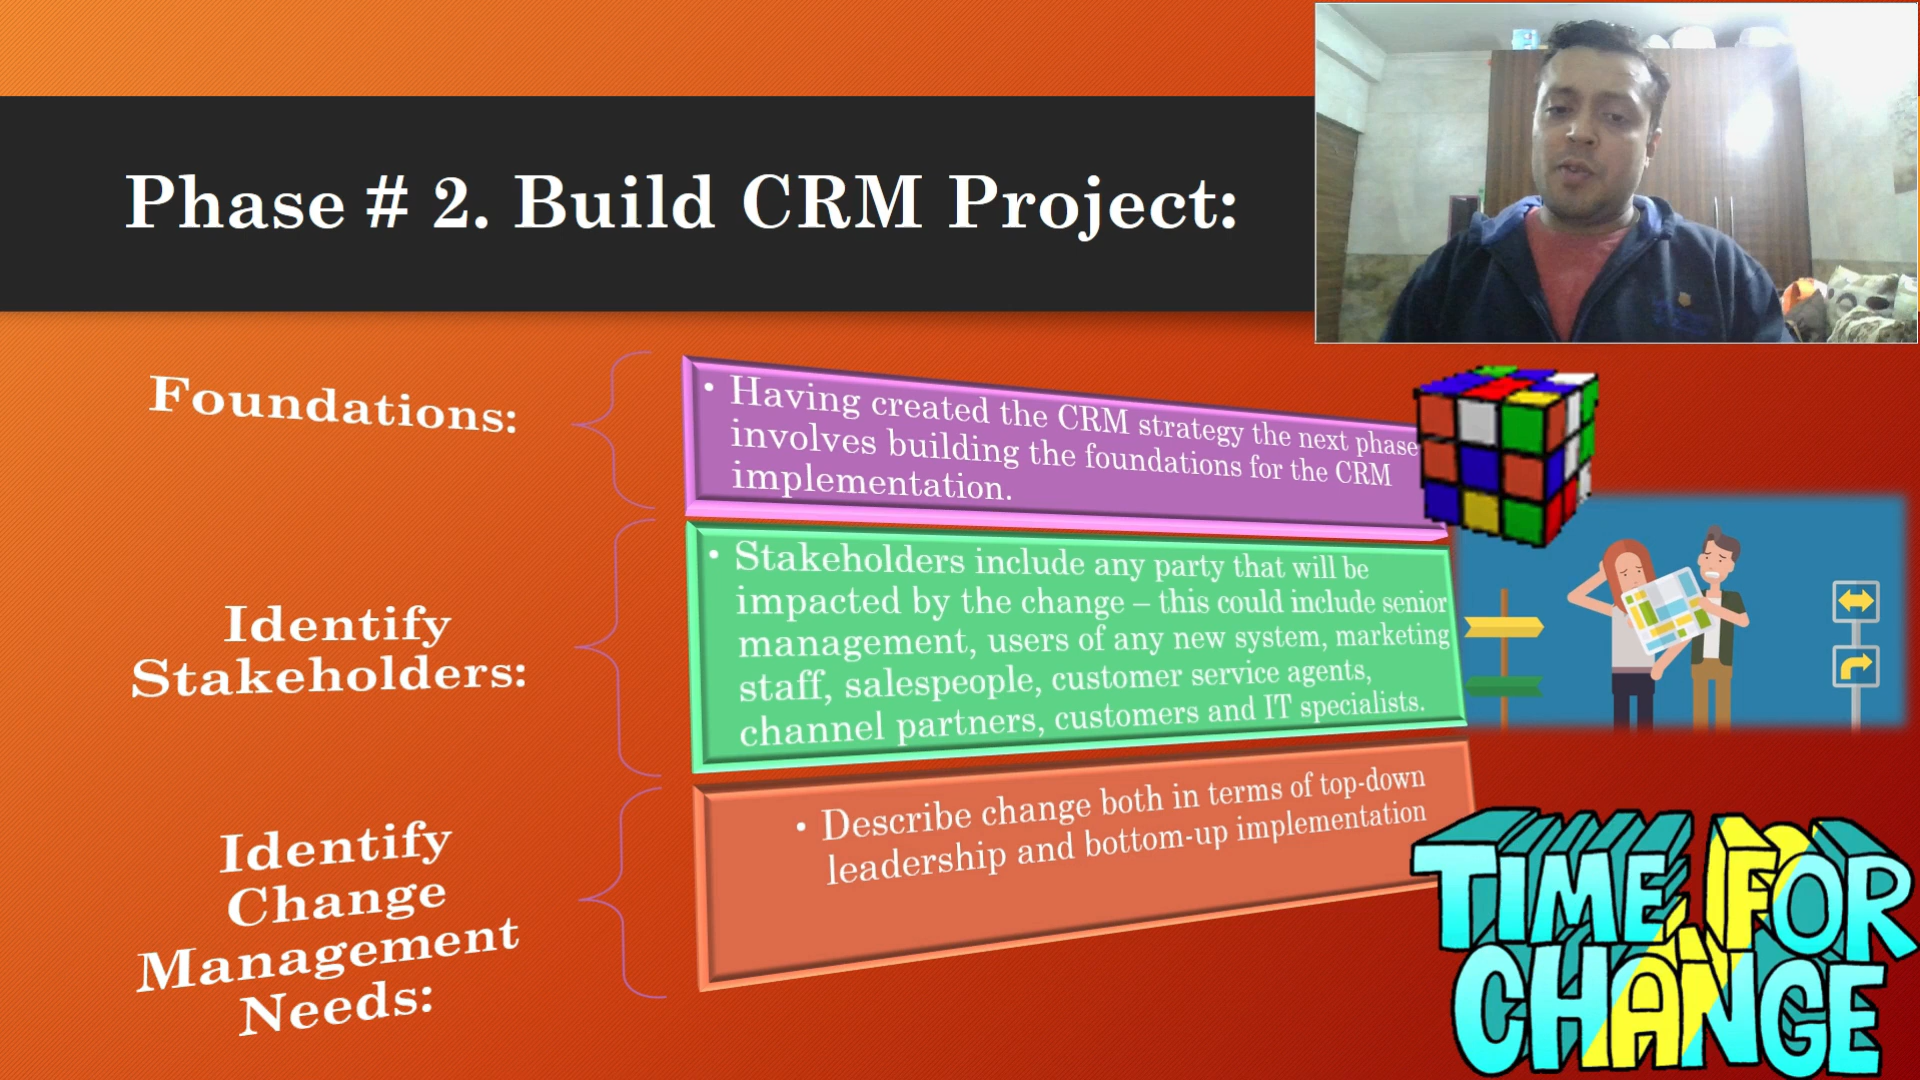 Phase # 2. Build CRM Project:
Foundations:
• Having created the CRM strategy the next phase
involves building the foundations for the CRM
implementation.
Identify
Stakeholders:
• Stakeholders include any party that will be
impacted by the change – this could include senior
management, users of any new system, marketing
staff, salespeople, customer service agents,
channel partners, customers and IT specialists.
Identify
Change
Management
Needs:
• Describe change both in terms of top-down
leadership and bottom-up implementation
TIME FOR
CHANGE